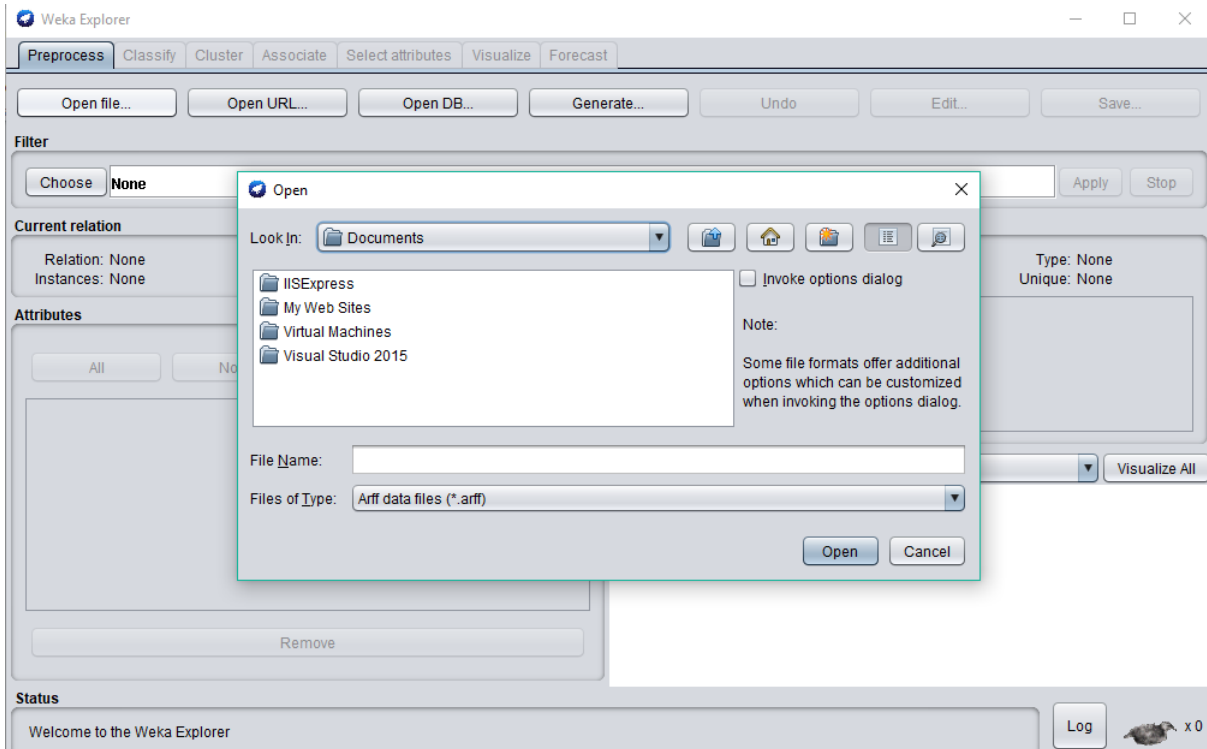 Weka Explorer
Preprocess Classify Cluster Associate Select attributes Visualize Forecast
Open file... Open URL... Open DB... Generate... Undo Edit... Save...
Filter
Choose None Apply Stop
Open
Look In: Documents
IISExpress
My Web Sites
Virtual Machines
Visual Studio 2015
Invoke options dialog
Note:
Some file formats offer additional
options which can be customized
when invoking the options dialog.
File Name:
Files of Type: Arff data files (*.arff)
Open Cancel
Current relation
Relation: None
Instances: None
Type: None
Unique: None
Attributes
All No
Visualize All
Remove
Status
Welcome to the Weka Explorer
Log x 0